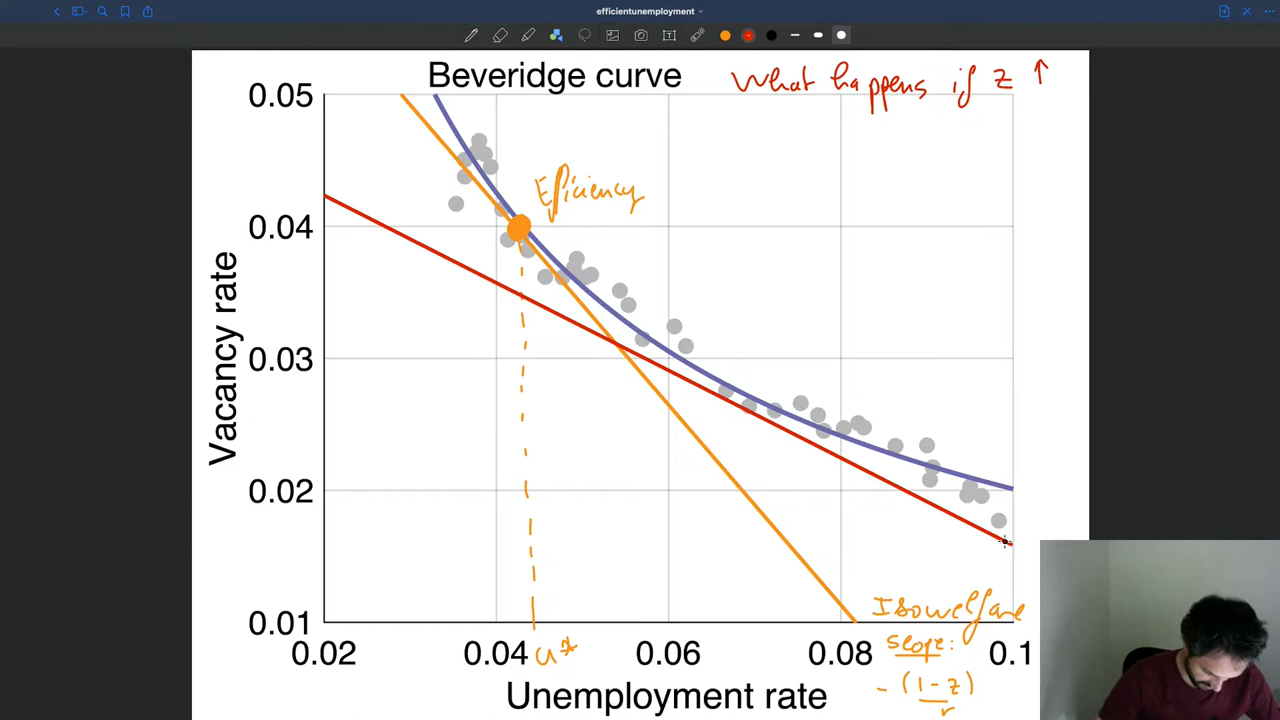 efficientunemployment
Beveridge curve
What happens if z ↑
0.05
0.04
0.03
0.02
0.01
Vacancy rate
Efficiency
0.02
0.04
0.06
0.08
0.1
u*
Unemployment rate
Isowelfare
slope:
- (1-z)
r